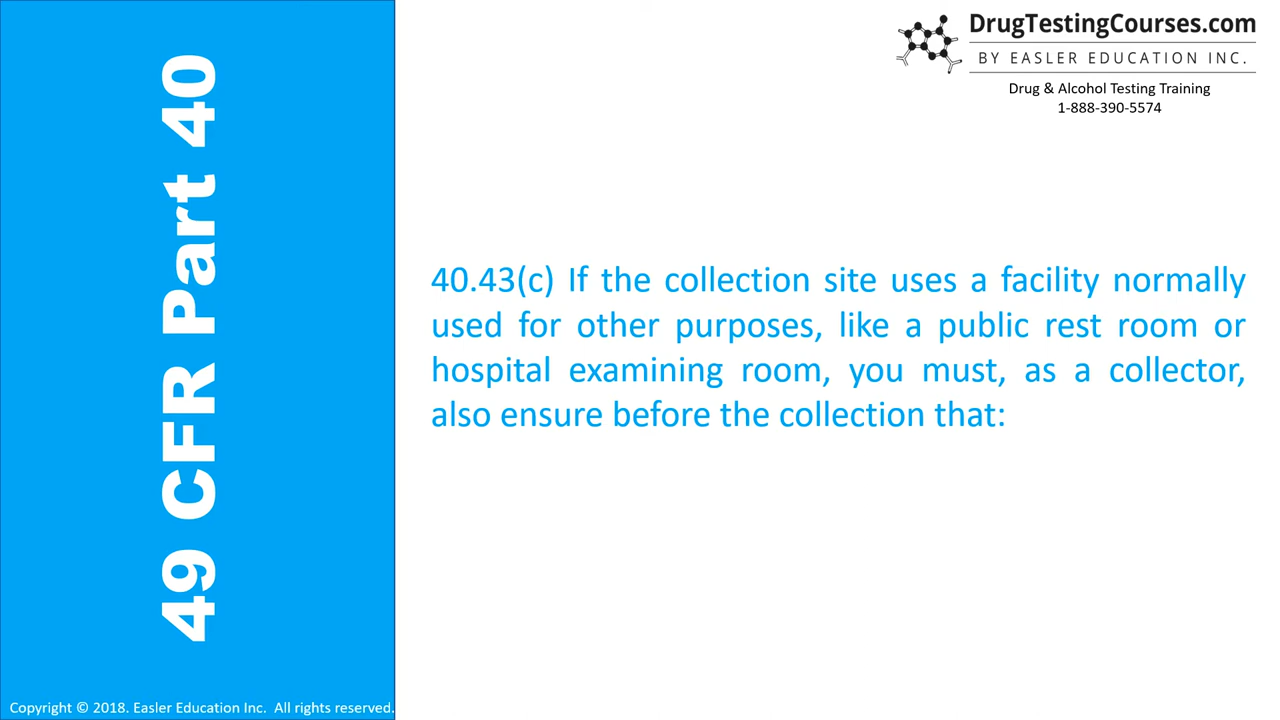 49 CFR Part 40
DrugTestingCourses.com
BY EASLER EDUCATION INC.
Drug & Alcohol Testing Training
1-888-390-5574
40.43(c) If the collection site uses a facility normally
used for other purposes, like a public rest room or
hospital examining room, you must, as a collector,
also ensure before the collection that:
Copyright © 2018. Easler Education Inc.  All rights reserved.